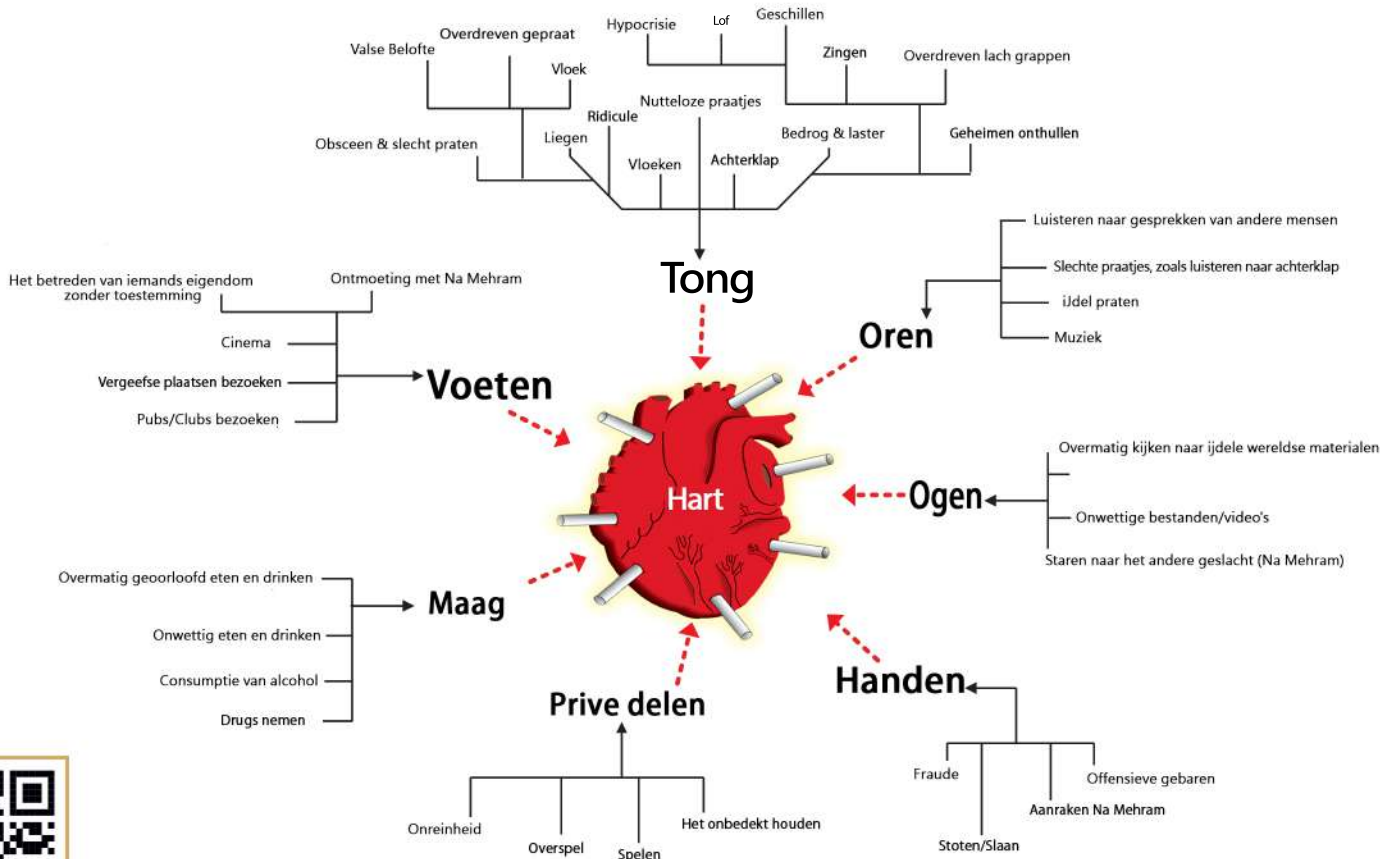 Hypocrisie
Lof
Geschillen
Zingen
Overdreven lach grappen
Valse Belofte
Overdreven gepraat
Vloek
Nutteloze praatjes
Ridicule
Liegen
Obsceen & slecht praten
Vloeken
Achterklap
Bedrog & laster
Geheimen onthullen
Tong
Luisteren naar gesprekken van andere mensen
Slechte praatjes, zoals luisteren naar achterklap
iJdel praten
Muziek
Oren
Het betreden van iemands eigendom
zonder toestemming
Ontmoeting met Na Mehram
Cinema
Vergeefse plaatsen bezoeken
Pubs/Clubs bezoeken
Voeten
Hart
Overmatig kijken naar ijdele wereldse materialen
Onwettige bestanden/video's
Staren naar het andere geslacht (Na Mehram)
Ogen
Overmatig geoorloofd eten en drinken
Onwettig eten en drinken
Consumptie van alcohol
Drugs nemen
Maag
Prive delen
Onreinheid
Overspel
Spelen
Het onbedekt houden
Handen
Fraude
Stoten/Slaan
Aanraken Na Mehram
Offensieve gebaren